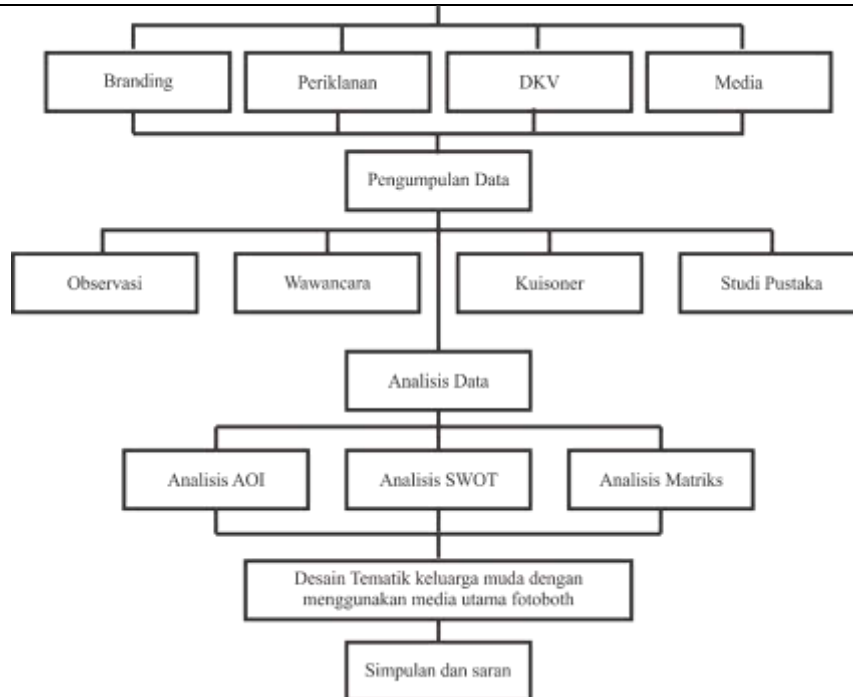 Branding
Periklanan
DKV
Media
Pengumpulan Data
Observasi
Wawancara
Kuisoner
Studi Pustaka
Analisis Data
Analisis AOI
Analisis SWOT
Analisis Matriks
Desain Tematik keluarga muda dengan
menggunakan media utama fotoboth
Simpulan dan saran